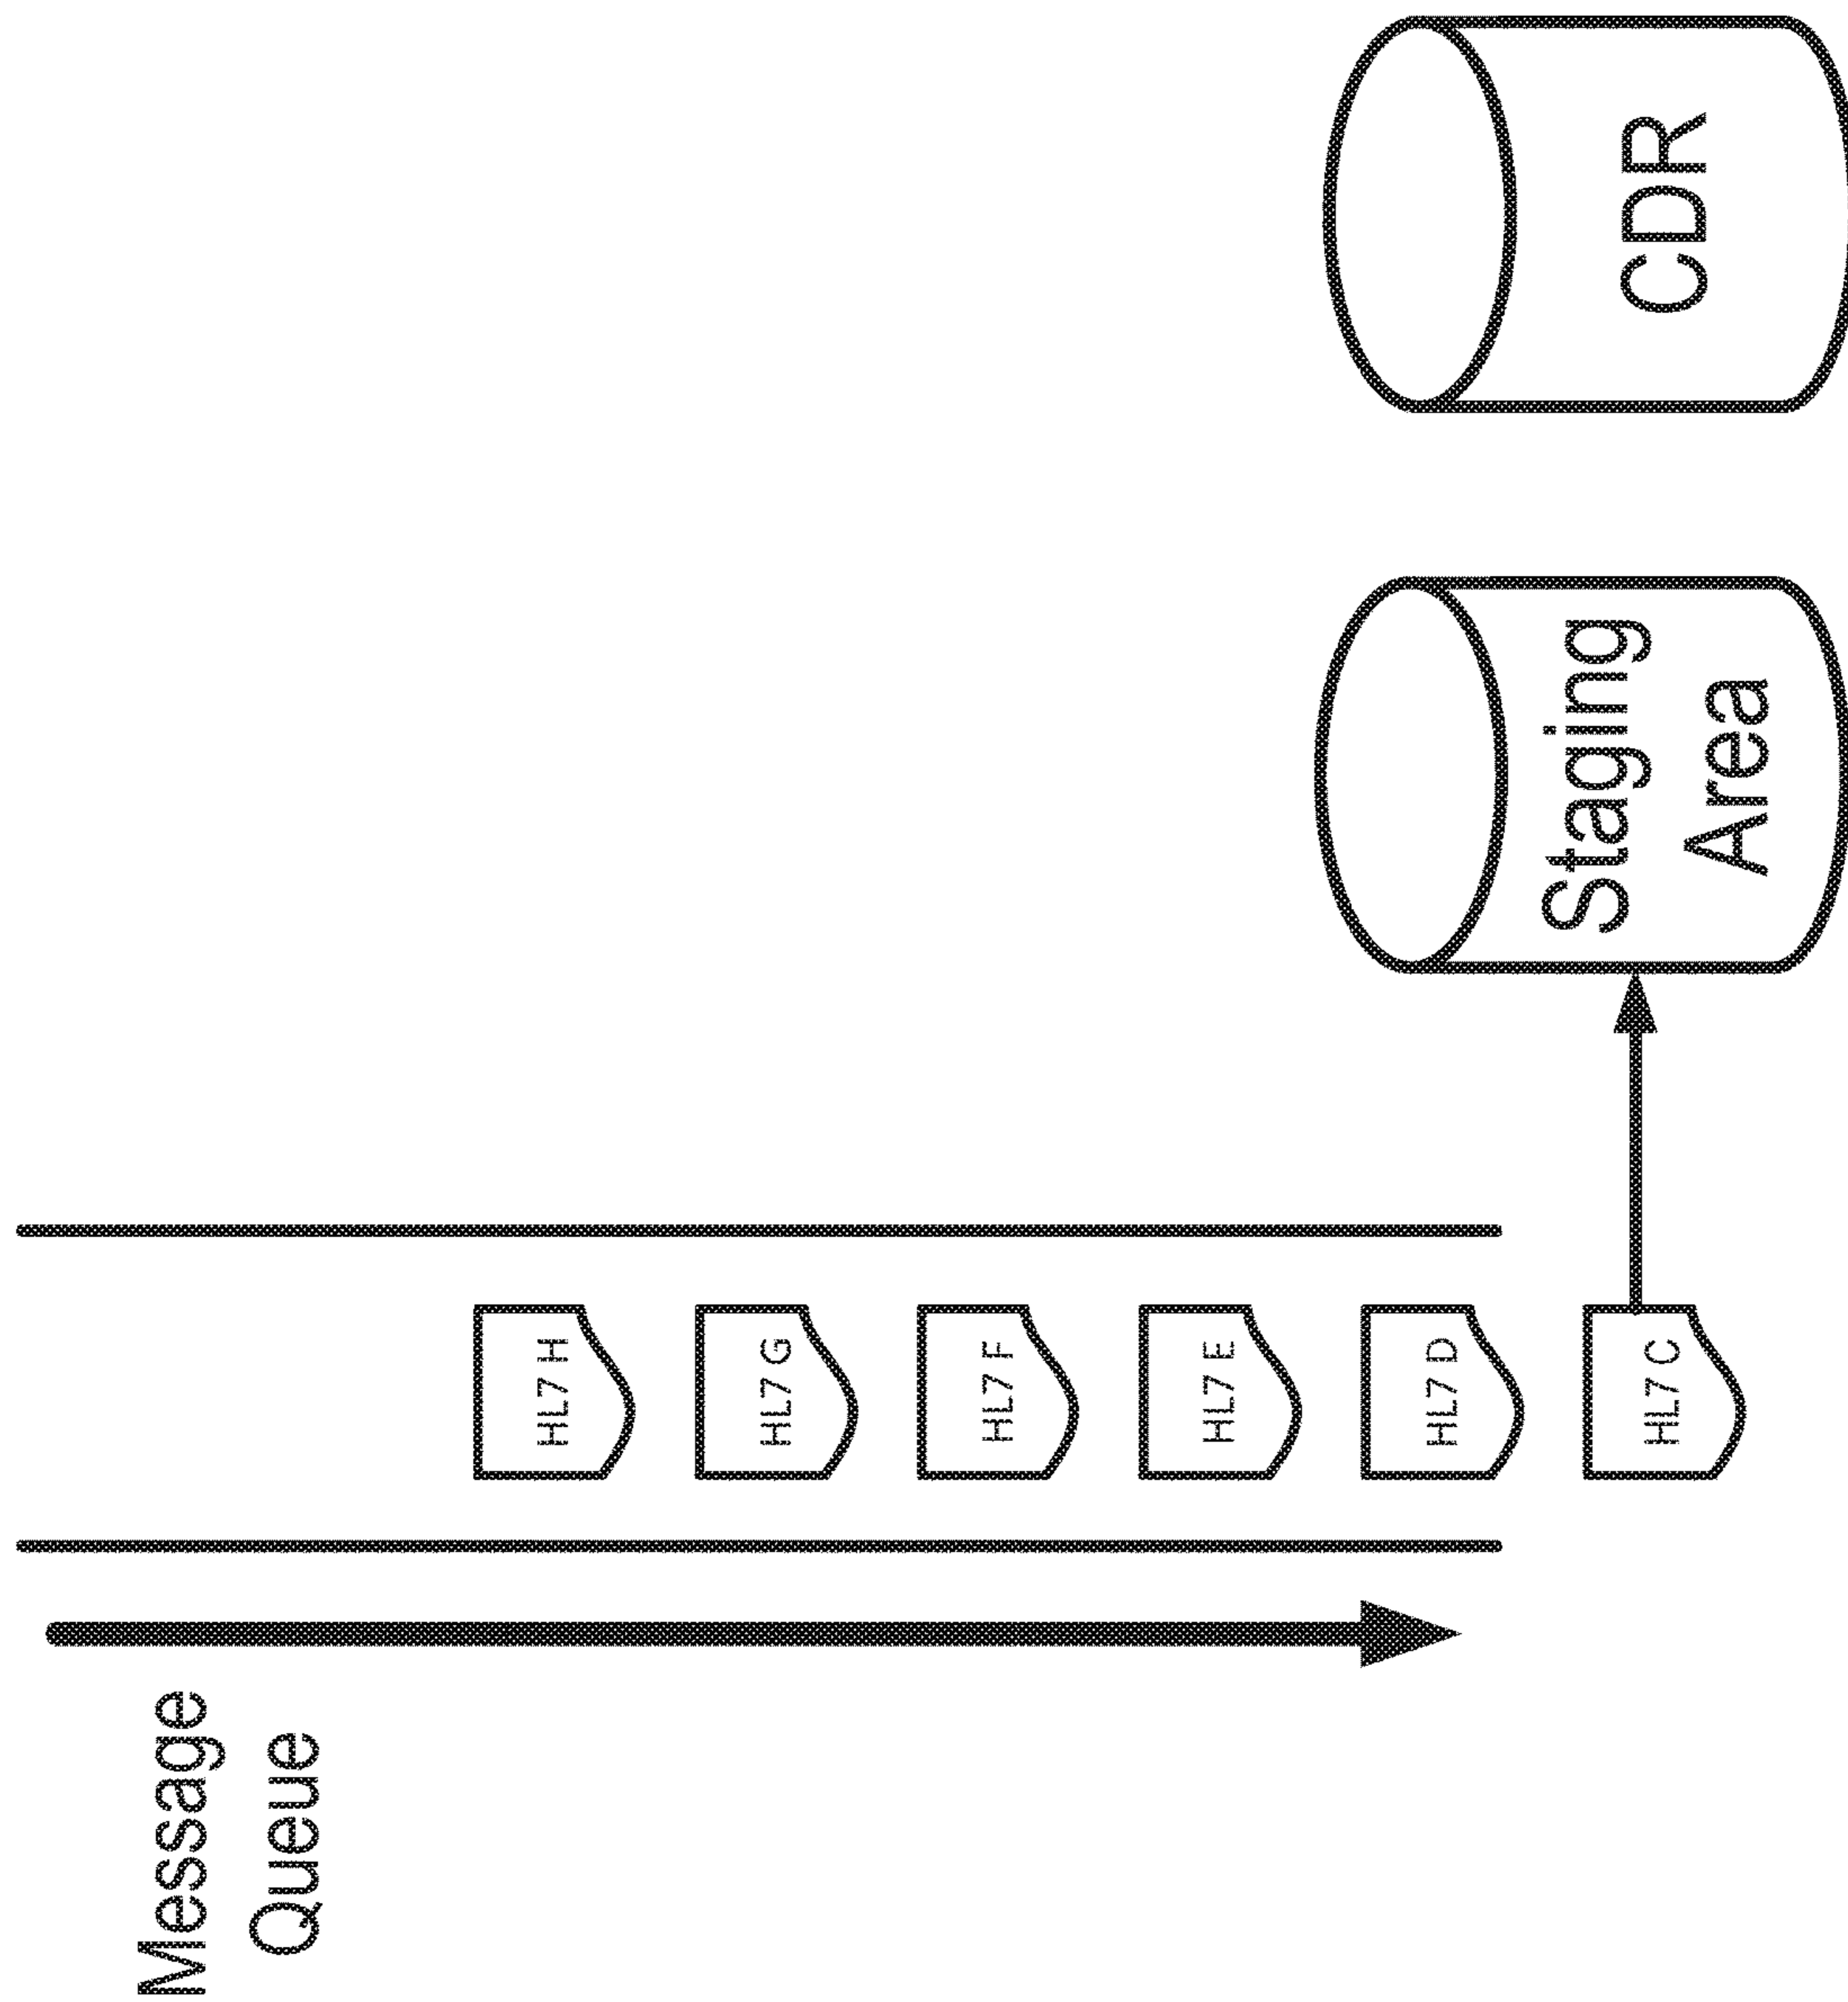 Message
Queue
HL7 H
HL7 G
HL7 F
HL7 E
HL7 D
HL7 C
Staging
Area
CDR